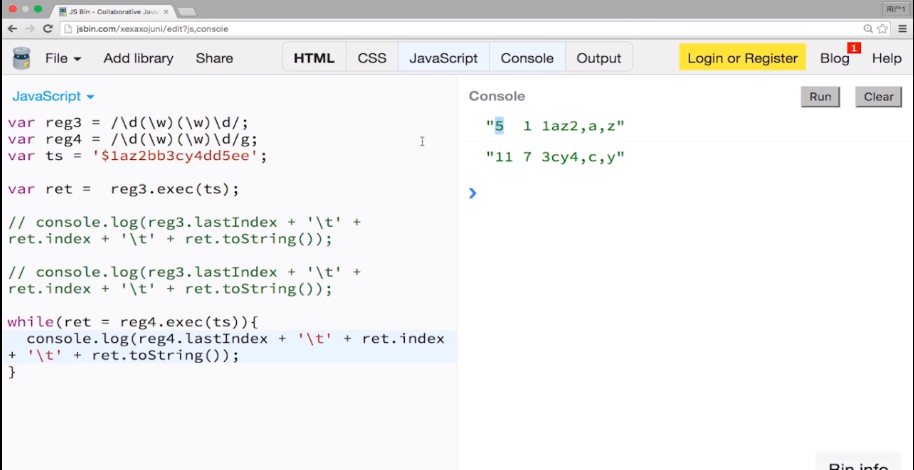 JS Bin - Collaborative Java
用户1
jsbin.com/xexaxojuni/edit?js,console
File Add library Share HTML CSS JavaScript Console Output Login or Register Blog 1 Help
JavaScript
Console Run Clear
var reg3 = /\d(\w)(\w)\d/;
var reg4 = /\d(\w)(\w)\d/g;
var ts = '$1az2bb3cy4dd5ee';
var ret =  reg3.exec(ts);
// console.log(reg3.lastIndex + '\t' +
ret.index + '\t' + ret.toString());
// console.log(reg3.lastIndex + '\t' +
ret.index + '\t' + ret.toString());
while(ret = reg4.exec(ts)){
console.log(reg4.lastIndex + '\t' + ret.index
+ '\t' + ret.toString());
}
"5  1 1az2,a,z"
"11 7 3cy4,c,y"
Bin info